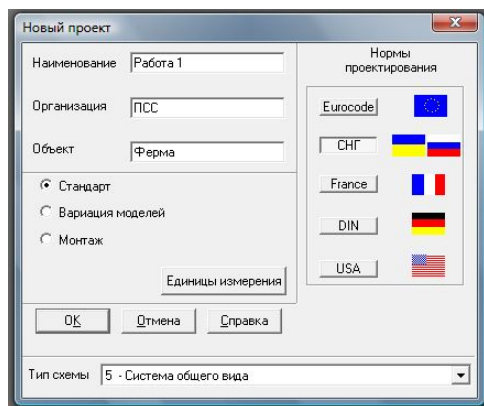 Новый проект
Наименование Работа 1
Организация ПСС
Объект Ферма
Стандарт
Вариация моделей
Монтаж
Единицы измерения
OK Отмена Справка
Нормы
проектирования
Eurocode
СНГ
France
DIN
USA
Тип схемы 5 - Система общего вида